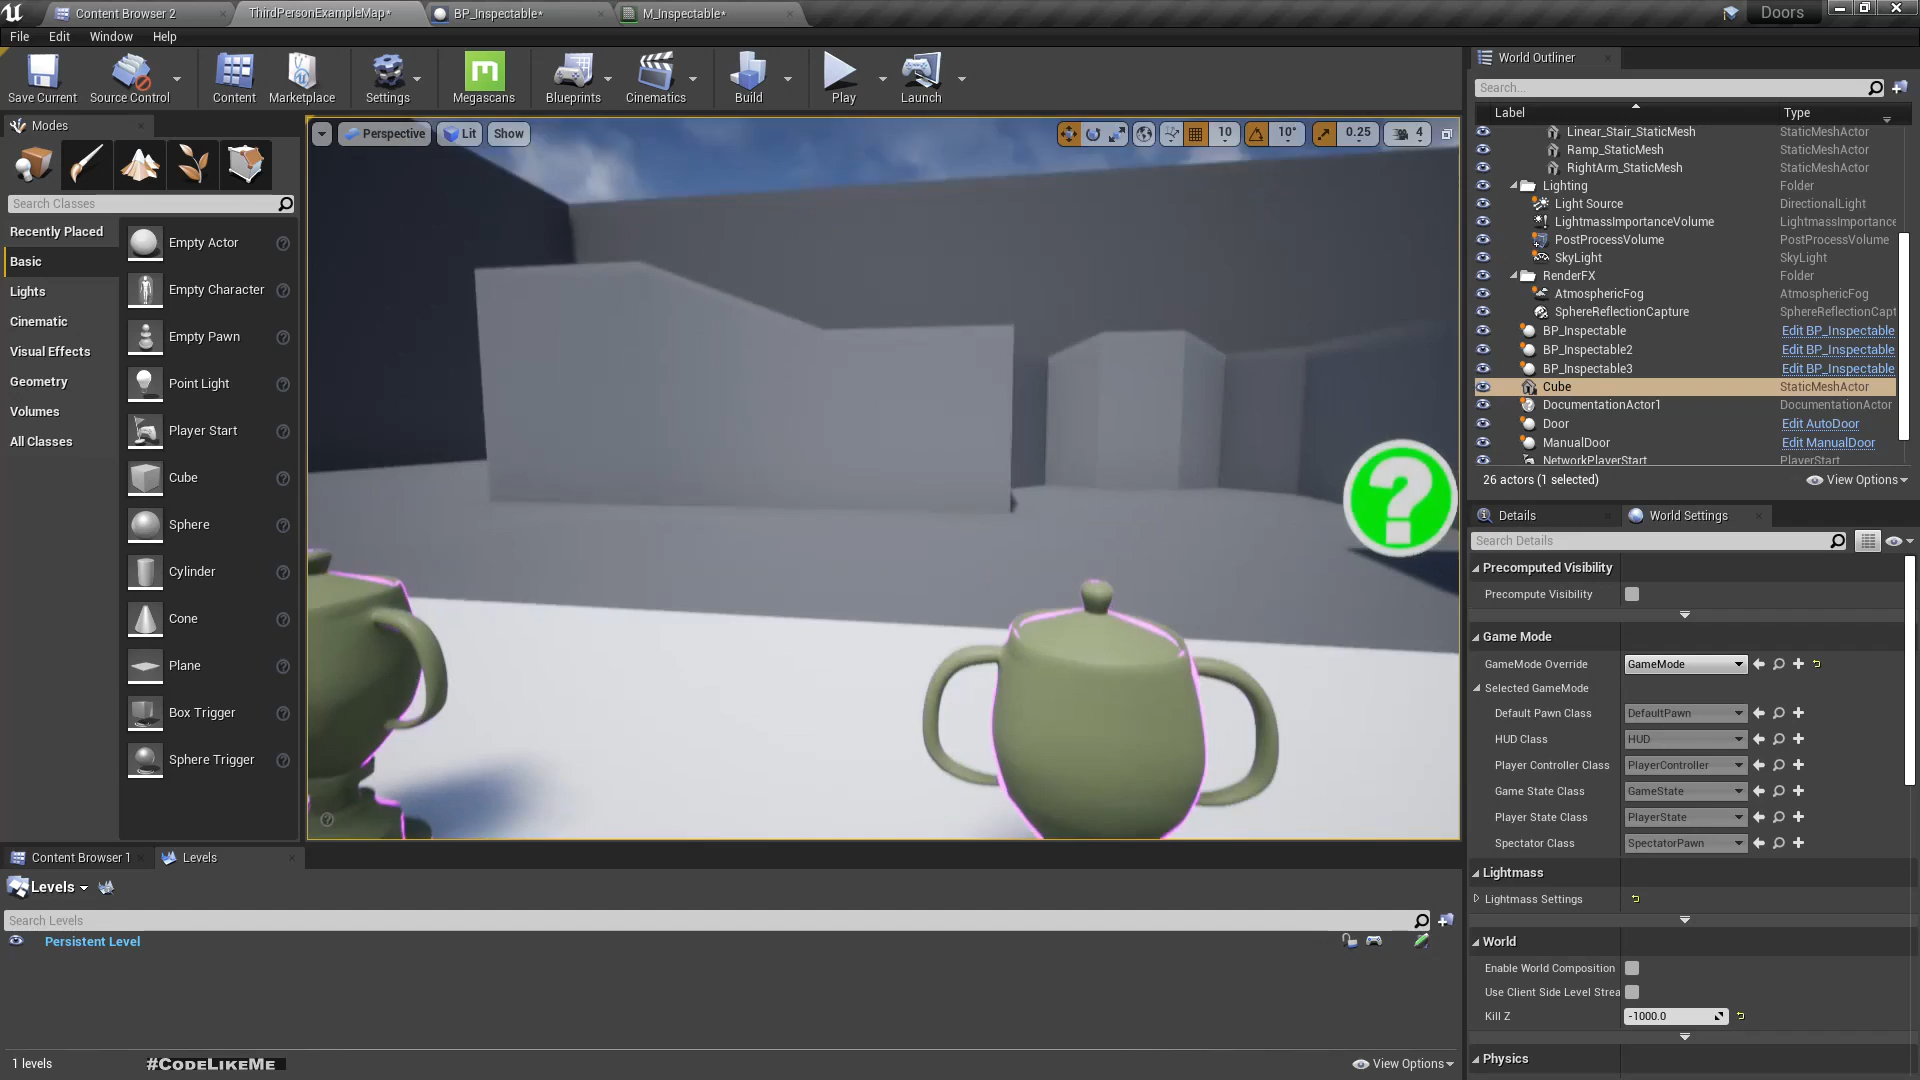 Content Browser 2
ThirdPersonExampleMap*
BP_Inspectable*
M_Inspectable*
Doors
File Edit Window Help
Save Current
Source Control
Content
Marketplace
Settings
Megascans
Blueprints
Cinematics
Build
Play
Launch
Modes
Search Classes
Recently Placed
Basic
Lights
Cinematic
Visual Effects
Geometry
Volumes
All Classes
Empty Actor
Empty Character
Empty Pawn
Point Light
Player Start
Cube
Sphere
Cylinder
Cone
Plane
Box Trigger
Sphere Trigger
Perspective Lit Show
10 10° 0.25 4
?
World Outliner
Search...
Label Type
Linear_Stair_StaticMesh StaticMeshActor
Ramp_StaticMesh StaticMeshActor
RightArm_StaticMesh StaticMeshActor
Lighting Folder
Light Source DirectionalLight
LightmassImportanceVolume LightmassImportance
PostProcessVolume PostProcessVolume
SkyLight SkyLight
RenderFX Folder
AtmosphericFog AtmosphericFog
SphereReflectionCapture SphereReflectionCapt
BP_Inspectable Edit BP_Inspectable
BP_Inspectable2 Edit BP_Inspectable
BP_Inspectable3 Edit BP_Inspectable
Cube StaticMeshActor
DocumentationActor1 DocumentationActor
Door Edit AutoDoor
ManualDoor Edit ManualDoor
NetworkPlayerStart PlayerStart
26 actors (1 selected) View Options
Details
World Settings
Search Details
Precomputed Visibility
Precompute Visibility
Game Mode
GameMode Override GameMode
Selected GameMode
Default Pawn Class DefaultPawn
HUD Class HUD
Player Controller Class PlayerController
Game State Class GameState
Player State Class PlayerState
Spectator Class SpectatorPawn
Lightmass
Lightmass Settings
World
Enable World Composition
Use Client Side Level Strea
Kill Z -1000.0
Physics
Content Browser 1
Levels
Levels
Search Levels
Persistent Level
1 levels
#CodeLikeMe
View Options